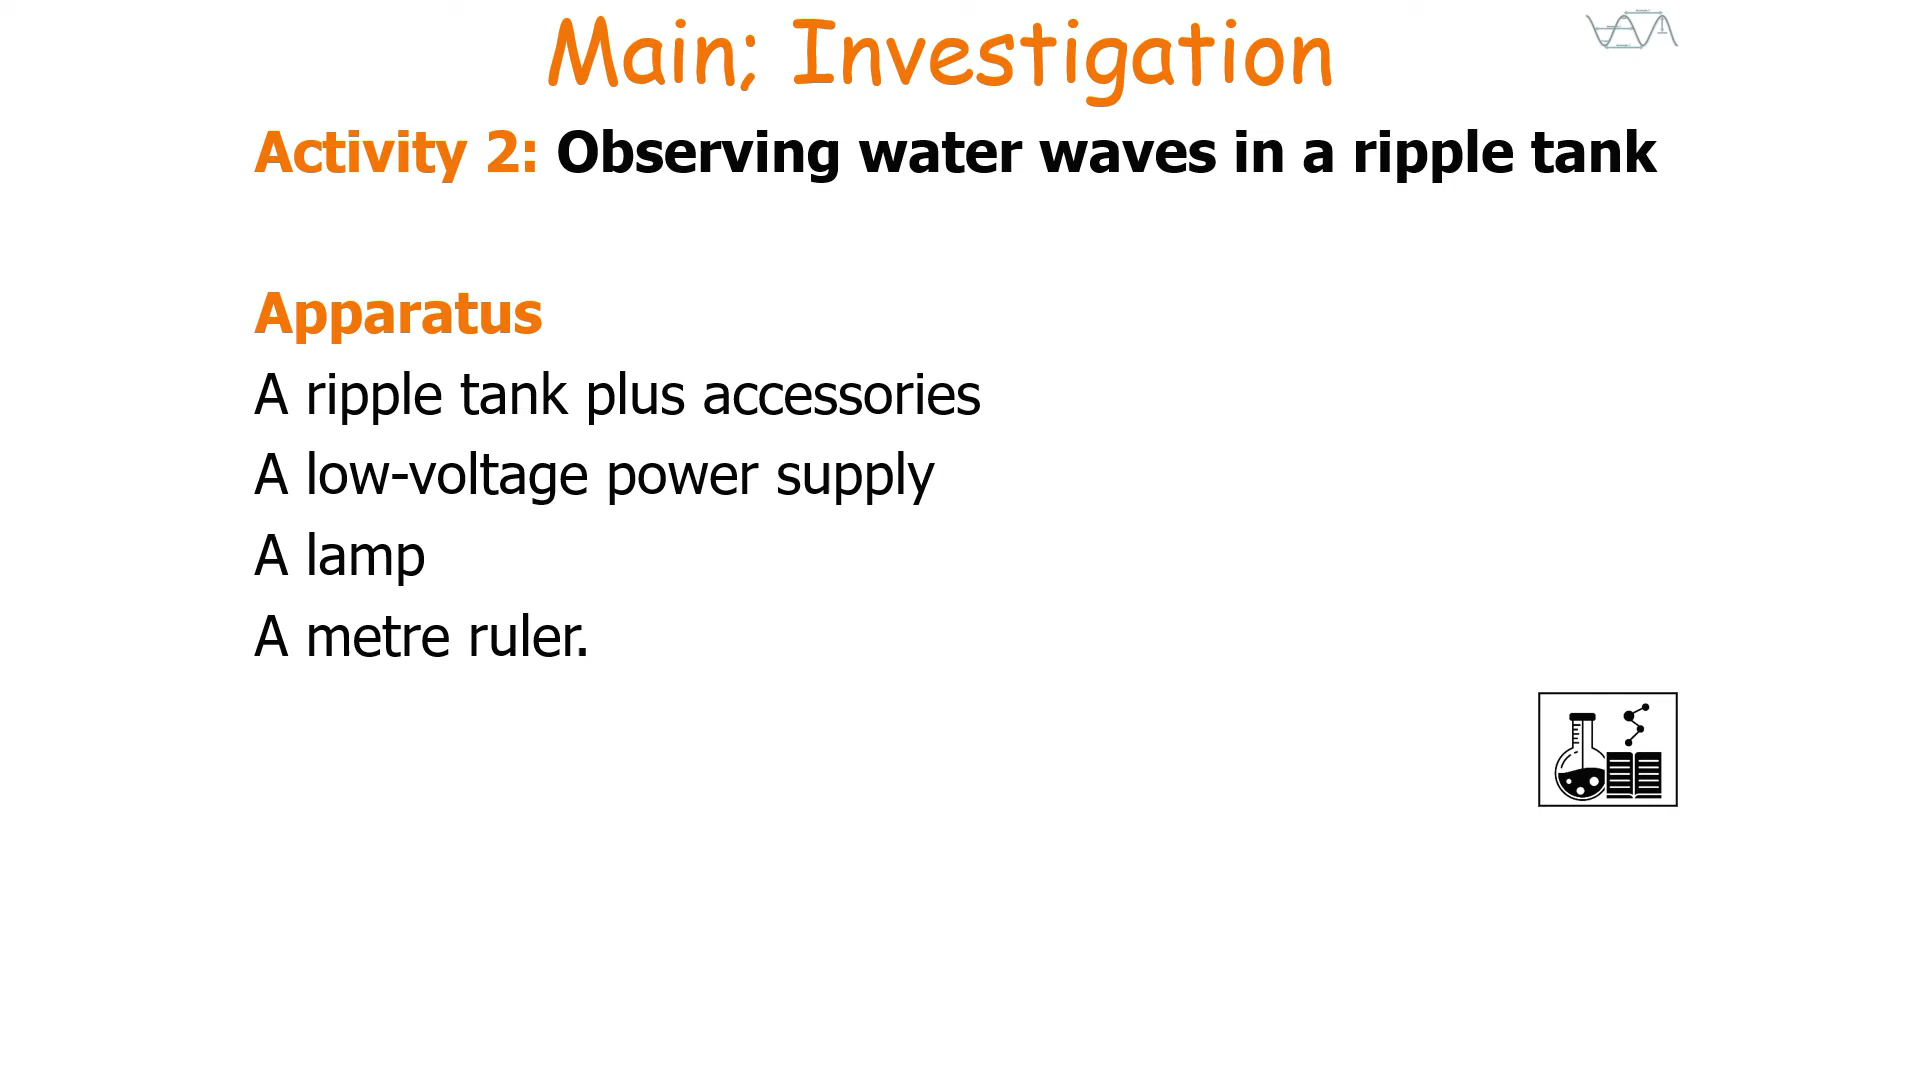 Main; Investigation
Activity 2: Observing water waves in a ripple tank
Apparatus
A ripple tank plus accessories
A low-voltage power supply
A lamp
A metre ruler.